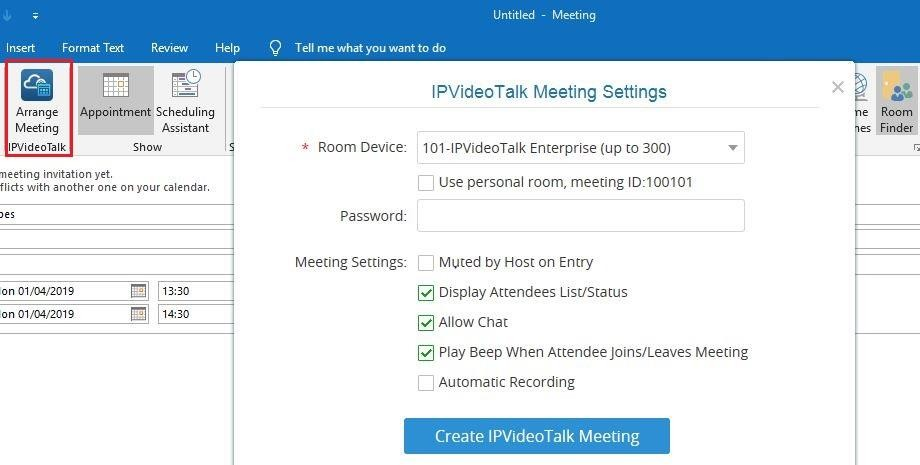 Untitled - Meeting
Insert Format Text Review Help Tell me what you want to do
Arrange Meeting
IPVideoTalk
Appointment
Scheduling Assistant
Show
Room Finder
meeting invitation yet.
with another one on your calendar.
on 01/04/2019 13:30
on 01/04/2019 14:30
IPVideoTalk Meeting Settings
* Room Device: 101-IPVideoTalk Enterprise (up to 300)
Use personal room, meeting ID:100101
Password:
Meeting Settings: Muted by Host on Entry
Display Attendees List/Status
Allow Chat
Play Beep When Attendee Joins/Leaves Meeting
Automatic Recording
Create IPVideoTalk Meeting